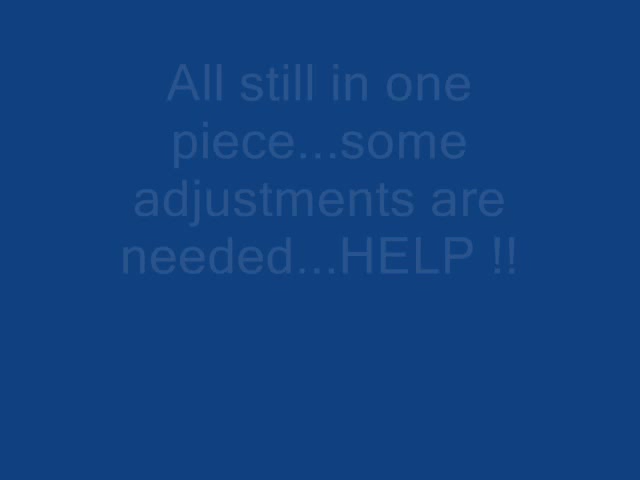 All still in one
piece...some
adjustments are
needed...HELP !!